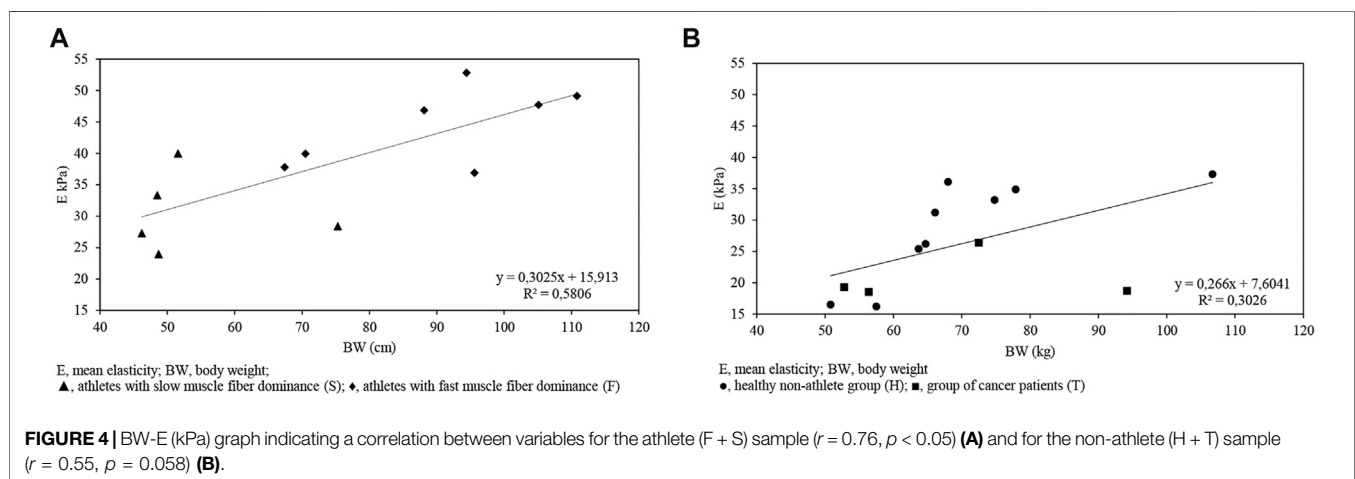 A
55
50
45
40
35
30
25
20
15
E kPa)
40 50 60 70 80 90 100 110 120
BW (cm)
y = 0,3025x + 15,913
R² = 0,5806
E, mean elasticity; BW, body weight;
▲, athletes with slow muscle fiber dominance (S); ♦, athletes with fast muscle fiber dominance (F)
B
55
50
45
40
35
30
25
20
15
E (kPa)
40 50 60 70 80 90 100 110 120
BW (kg)
y = 0,266x + 7,6041
R² = 0,3026
E, mean elasticity; BW, body weight
●, healthy non-athlete group (H); ■, group of cancer patients (T)
FIGURE 4 | BW-E (kPa) graph indicating a correlation between variables for the athlete (F + S) sample (r = 0.76, p < 0.05) (A) and for the non-athlete (H + T) sample
(r = 0.55, p = 0.058) (B).